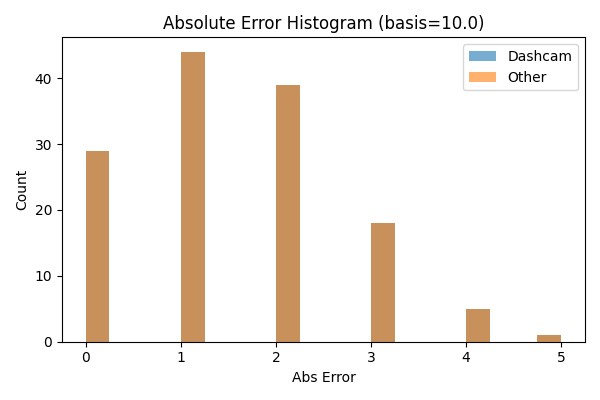 Absolute Error Histogram (basis=10.0)
Dashcam
Other
Count
40
30
20
10
0
0 1 2 3 4 5
Abs Error